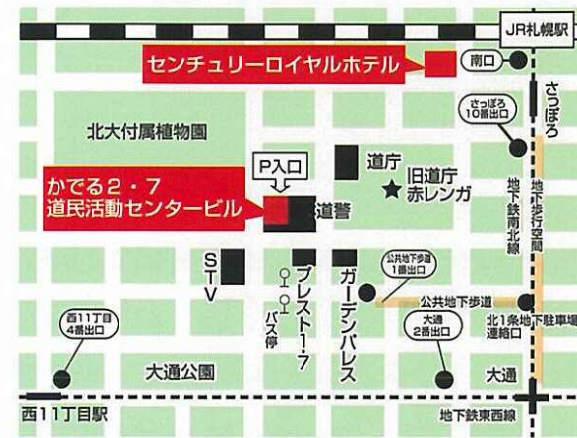 JR札幌駅
センチュリーロイヤルホテル
南口
さっぽろ
さっぽろ
10番出口
北大付属植物園
P入口
道庁
旧道庁
赤レンガ
かでる2・7
道民活動センタービル
道警
地下鉄南北線
地下歩行空間
STV
プレスト1・7
バス停
ガーデンパレス
公共地下歩道
1番出口
公共地下歩道
北1条地下駐車場
連絡口
西11丁目
4番出口
大通
2番出口
大通公園
大通
西11丁目駅
地下鉄東西線